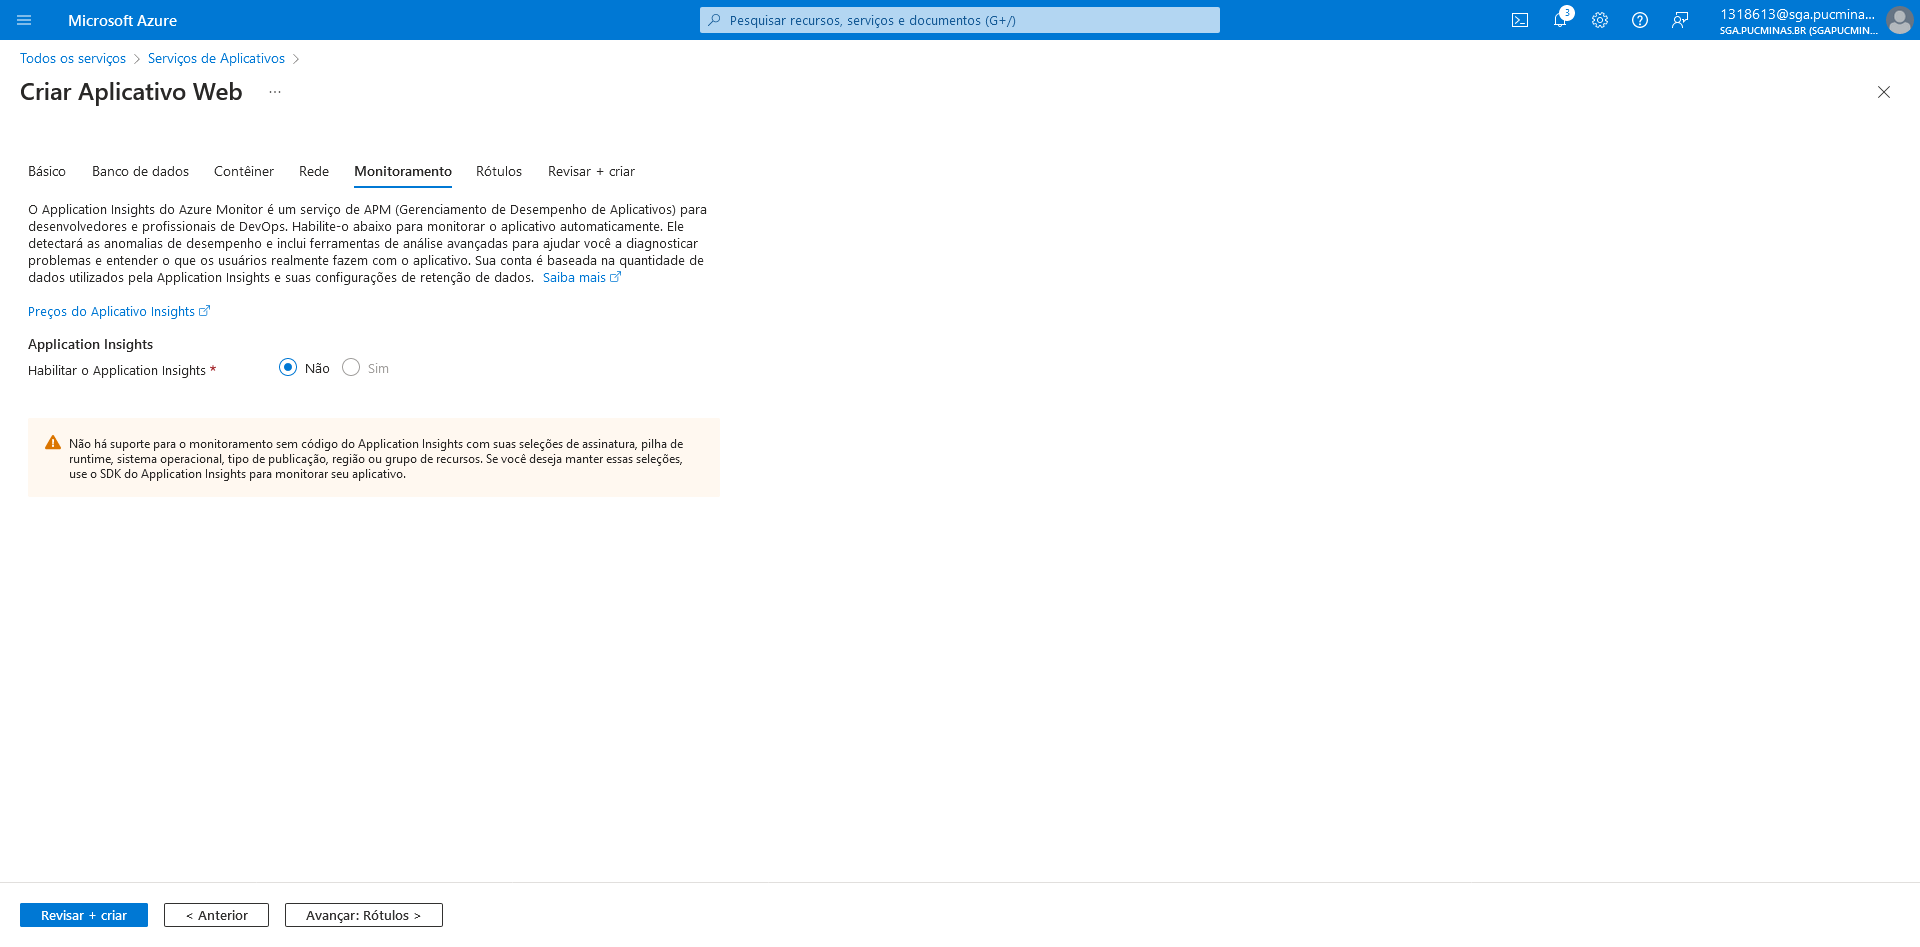 Microsoft Azure
Pesquisar recursos, serviços e documentos (G+/)
3
1318613@sga.pucmina...
SGA.PUCMINAS.BR (SGAPUCMIN...
Todos os serviços > Serviços de Aplicativos >
Criar Aplicativo Web ...
Básico Banco de dados Contêiner Rede Monitoramento Rótulos Revisar + criar
O Application Insights do Azure Monitor é um serviço de APM (Gerenciamento de Desempenho de Aplicativos) para
desenvolvedores e profissionais de DevOps. Habilite-o abaixo para monitorar o aplicativo automaticamente. Ele
detectará as anomalias de desempenho e inclui ferramentas de análise avançadas para ajudar você a diagnosticar
problemas e entender o que os usuários realmente fazem com o aplicativo. Sua conta é baseada na quantidade de
dados utilizados pela Application Insights e suas configurações de retenção de dados. Saiba mais
Preços do Aplicativo Insights
Application Insights
Habilitar o Application Insights * Não Sim
Não há suporte para o monitoramento sem código do Application Insights com suas seleções de assinatura, pilha de
runtime, sistema operacional, tipo de publicação, região ou grupo de recursos. Se você deseja manter essas seleções,
use o SDK do Application Insights para monitorar seu aplicativo.
Revisar + criar < Anterior Avançar: Rótulos >